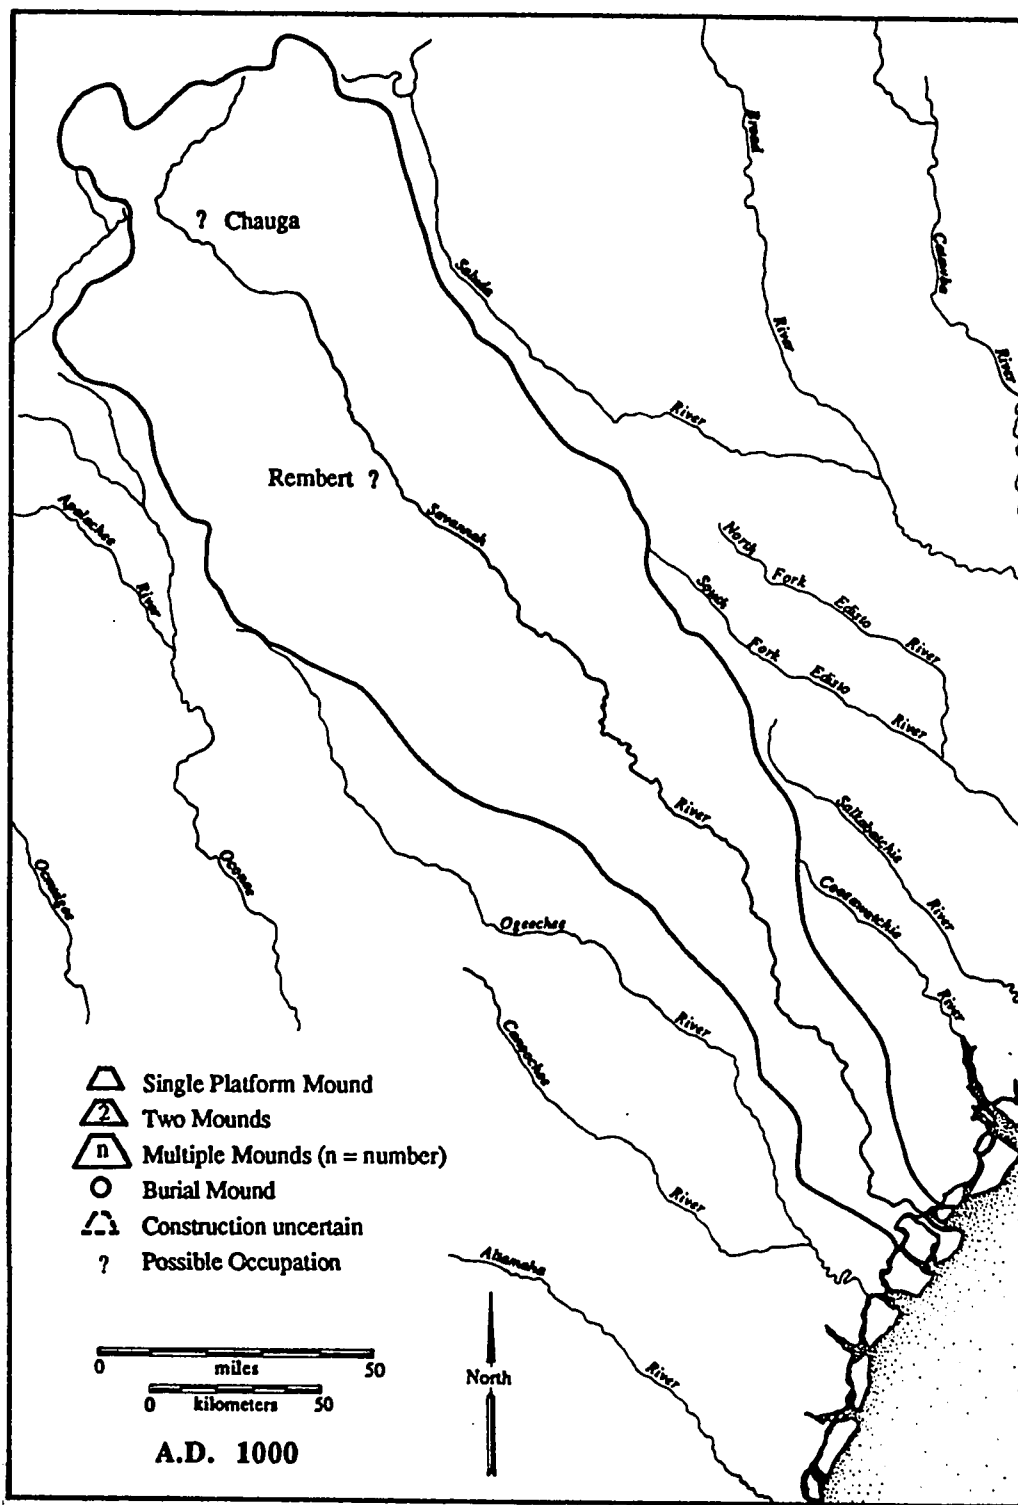 Broad
River
Catawba
River
? Chauga
Saluda
River
Rembert ?
Savannah
River
Apalachee
River
North
Fork
Edisto
River
South
Fork
Edisto
River
Salkahatchie
River
Coosawatchie
River
Ocmulgee
Oconee
Ogeechee
River
Canoochee
River
Altamaha
River
Single Platform Mound
2 Two Mounds
n Multiple Mounds (n = number)
Burial Mound
Construction uncertain
? Possible Occupation
0 miles 50
0 kilometers 50
North
A.D. 1000